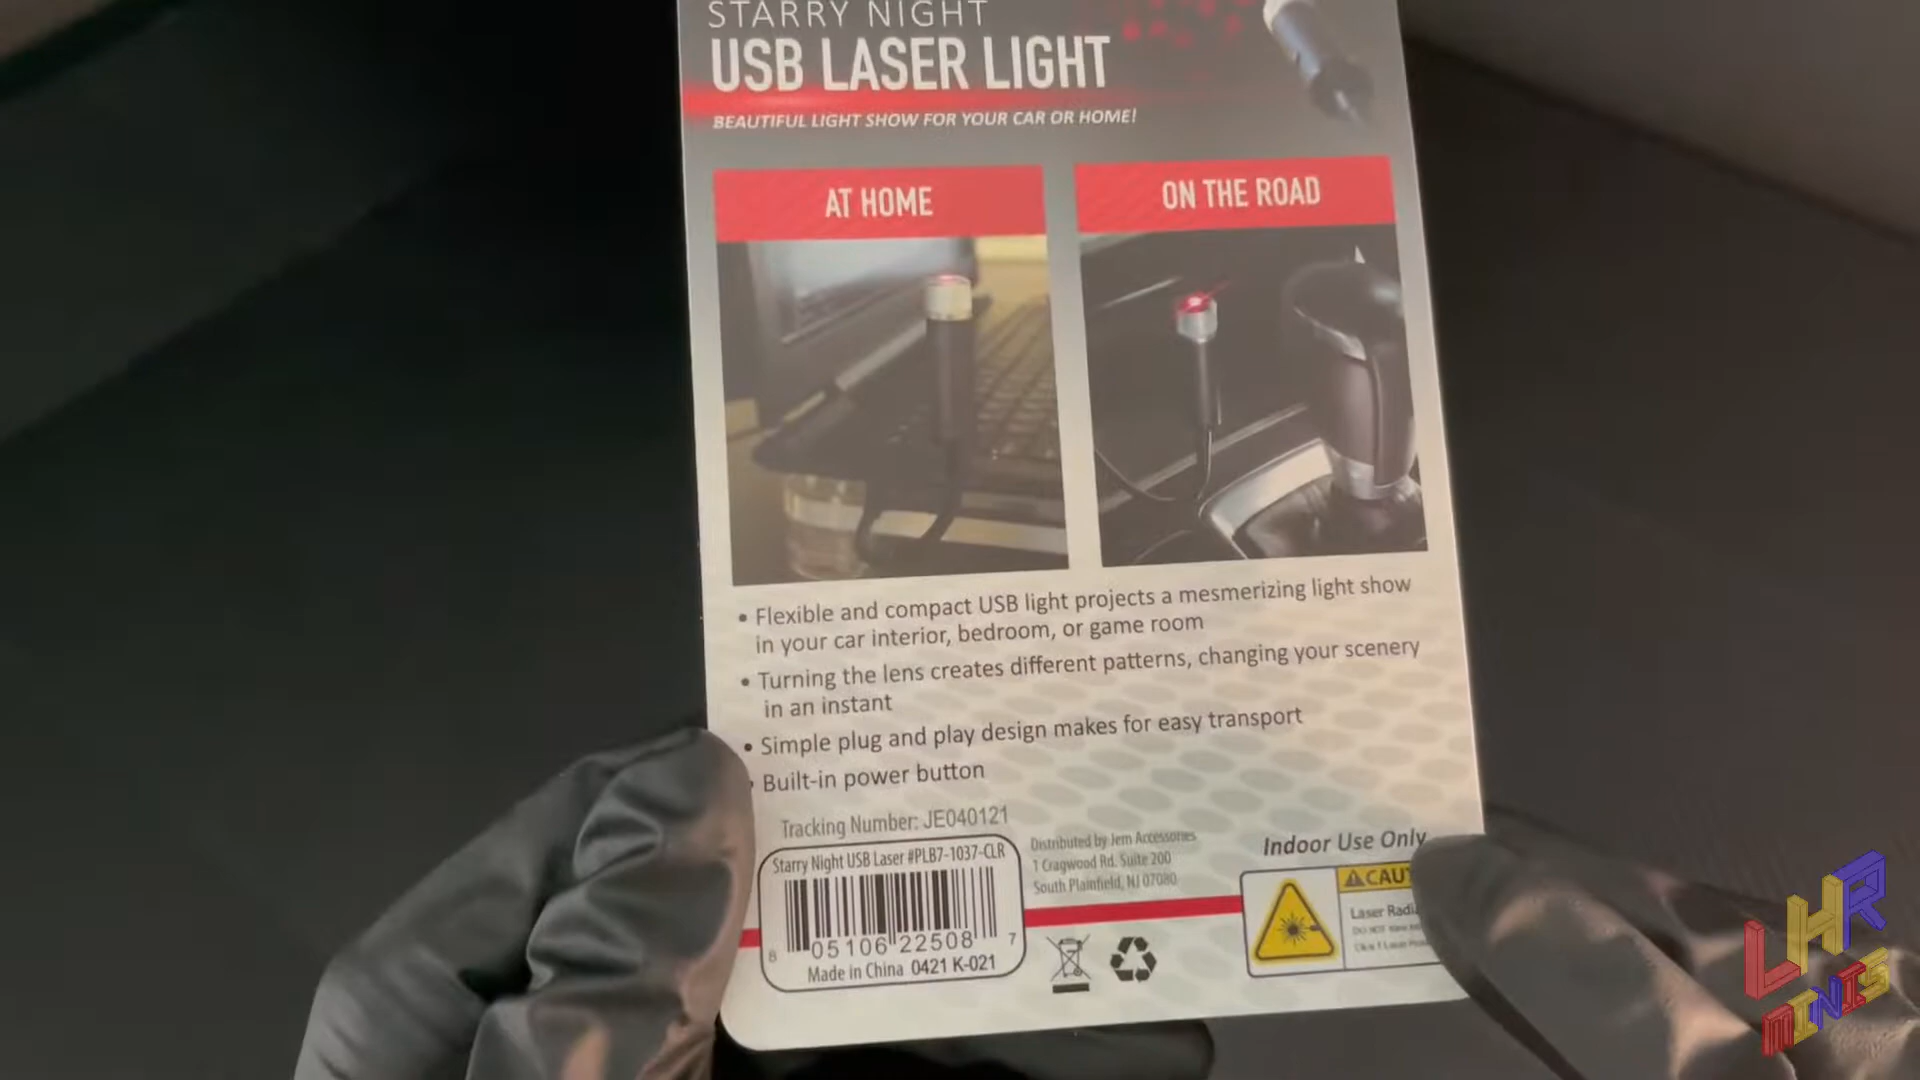 STARRY NIGHT
USB LASER LIGHT
BEAUTIFUL LIGHT SHOW FOR YOUR CAR OR HOME!
AT HOME
ON THE ROAD
• Flexible and compact USB light projects a mesmerizing light show
in your car interior, bedroom, or game room
• Turning the lens creates different patterns, changing your scenery
in an instant
• Simple plug and play design makes for easy transport
• Built-in power button
Tracking Number: JE040121
Starry Night USB Laser #PLB7-1037-CLR
8 05106 22508 7
Made in China 0421 K-021
Distributed by Jem Accessories
1 Cragwood Rd. Suite 200
South Plainfield, NJ 07080
Indoor Use Only
CAUT
Laser Radi
DO NOT
LHR
MINIS